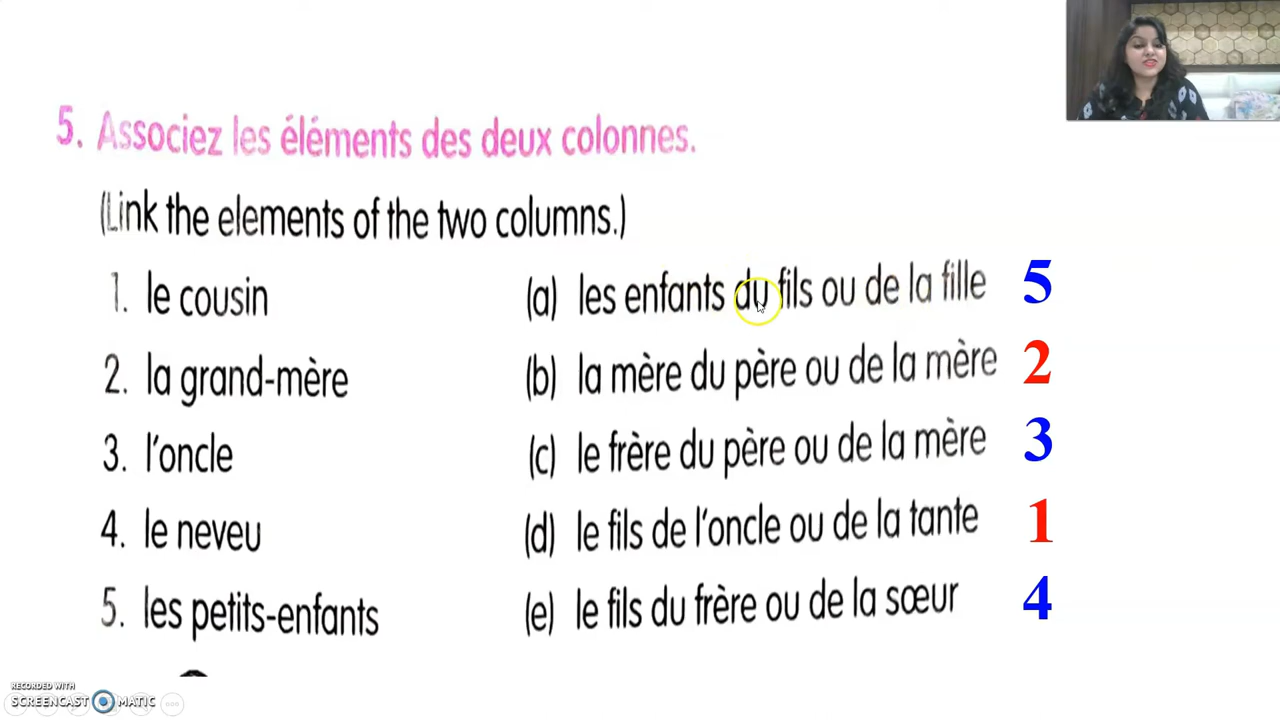 5. Associez les éléments des deux colonnes.
(Link the elements of the two columns.)
1. le cousin (a) les enfants du fils ou de la fille 5
2. la grand-mère (b) la mère du père ou de la mère 2
3. l'oncle (c) le frère du père ou de la mère 3
4. le neveu (d) le fils de l'oncle ou de la tante 1
5. les petits-enfants (e) le fils du frère ou de la sœur 4
RECORDED WITH
SCREENCAST MATIC